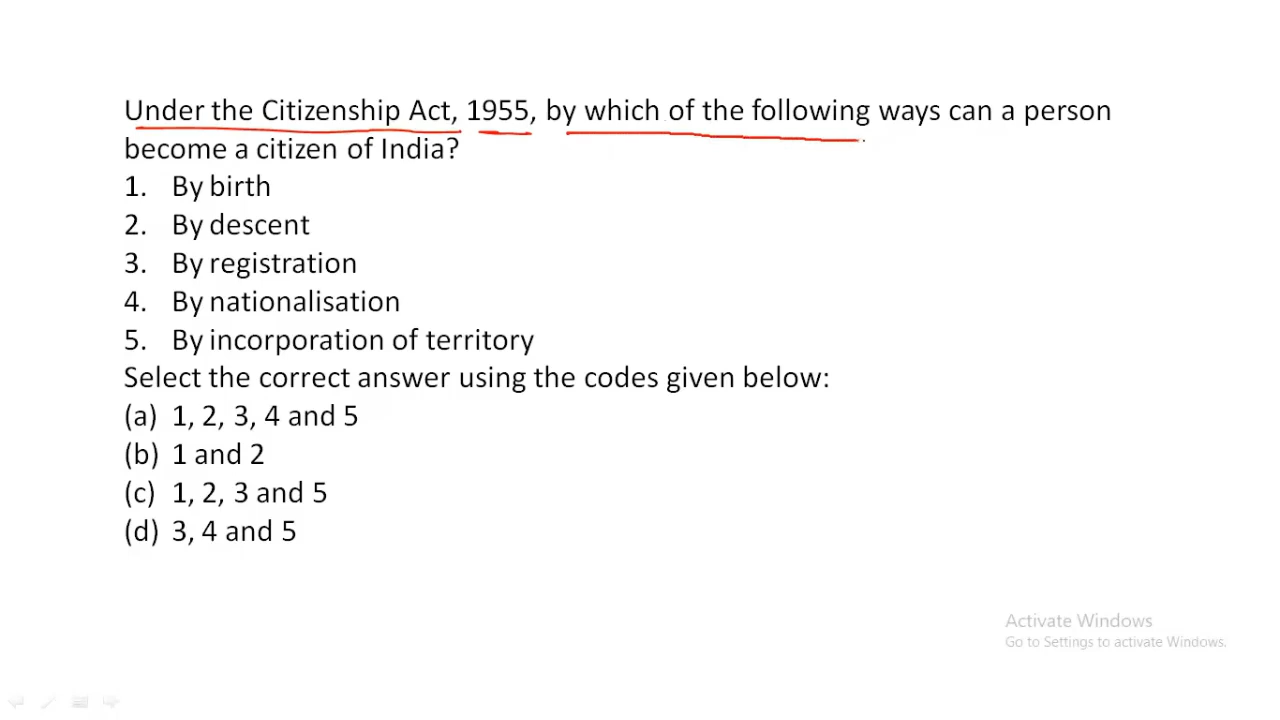 Under the Citizenship Act, 1955, by which of the following ways can a person
become a citizen of India?
1. By birth
2. By descent
3. By registration
4. By nationalisation
5. By incorporation of territory
Select the correct answer using the codes given below:
(a) 1, 2, 3, 4 and 5
(b) 1 and 2
(c) 1, 2, 3 and 5
(d) 3, 4 and 5
Activate Windows
Go to Settings to activate Windows.